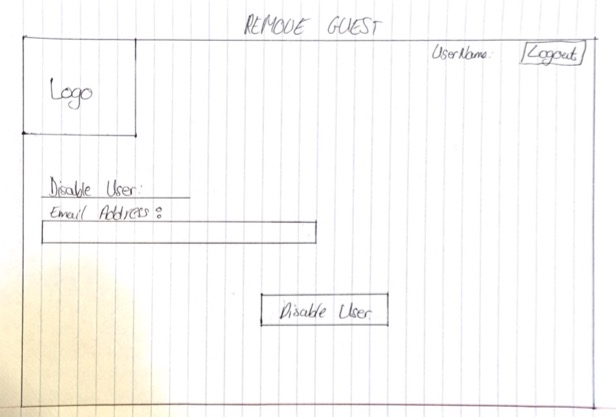 REMOVE GUEST
UserName: Logout
Logo
Disable User:
Email Address:
Disable User